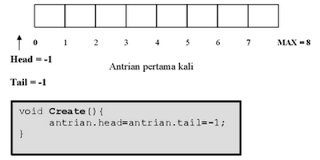 0 1 2 3 4 5 6 7 MAX = 8
Head = -1
Antrian pertama kali
Tail = -1
void Create(){
antrian.head=antrian.tail=-1;
}